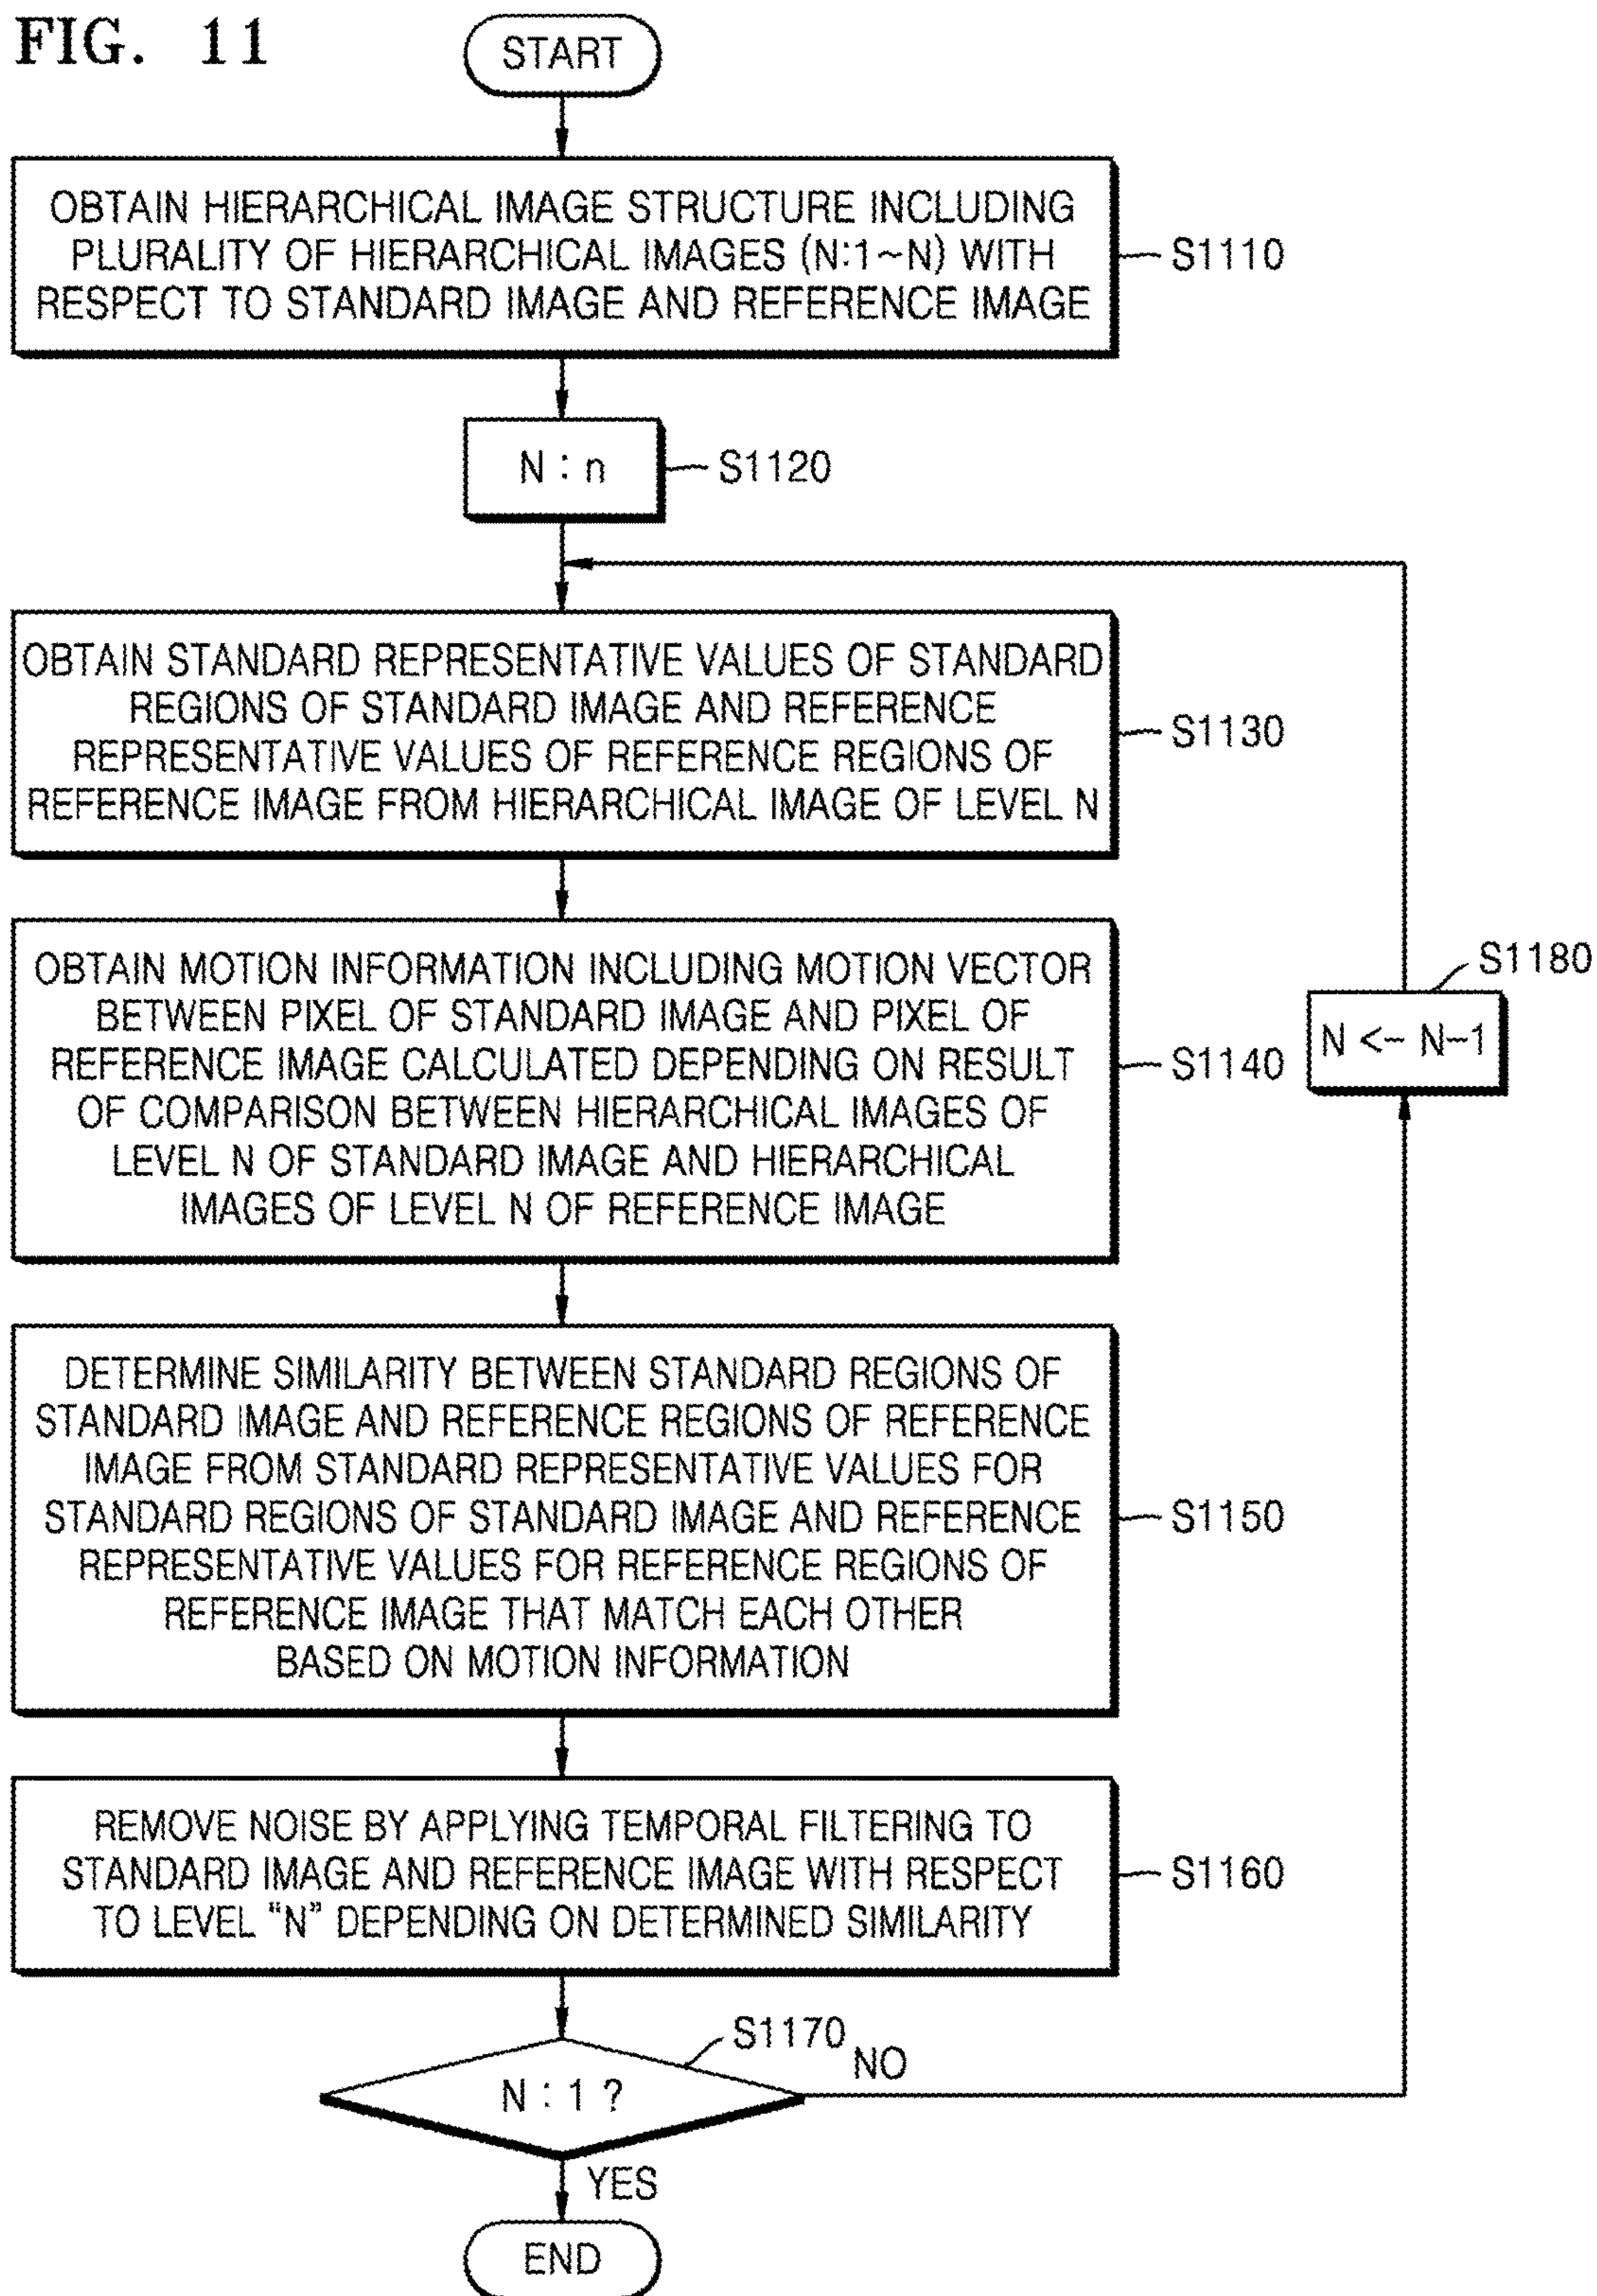 FIG. 11
START
OBTAIN HIERARCHICAL IMAGE STRUCTURE INCLUDING
PLURALITY OF HIERARCHICAL IMAGES (N:1~N) WITH
RESPECT TO STANDARD IMAGE AND REFERENCE IMAGE
S1110
N : n
S1120
OBTAIN STANDARD REPRESENTATIVE VALUES OF STANDARD
REGIONS OF STANDARD IMAGE AND REFERENCE
REPRESENTATIVE VALUES OF REFERENCE REGIONS OF
REFERENCE IMAGE FROM HIERARCHICAL IMAGE OF LEVEL N
S1130
OBTAIN MOTION INFORMATION INCLUDING MOTION VECTOR
BETWEEN PIXEL OF STANDARD IMAGE AND PIXEL OF
REFERENCE IMAGE CALCULATED DEPENDING ON RESULT
OF COMPARISON BETWEEN HIERARCHICAL IMAGES OF
LEVEL N OF STANDARD IMAGE AND HIERARCHICAL
IMAGES OF LEVEL N OF REFERENCE IMAGE
S1140
S1180
N <- N-1
DETERMINE SIMILARITY BETWEEN STANDARD REGIONS OF
STANDARD IMAGE AND REFERENCE REGIONS OF REFERENCE
IMAGE FROM STANDARD REPRESENTATIVE VALUES FOR
STANDARD REGIONS OF STANDARD IMAGE AND REFERENCE
REPRESENTATIVE VALUES FOR REFERENCE REGIONS OF
REFERENCE IMAGE THAT MATCH EACH OTHER
BASED ON MOTION INFORMATION
S1150
REMOVE NOISE BY APPLYING TEMPORAL FILTERING TO
STANDARD IMAGE AND REFERENCE IMAGE WITH RESPECT
TO LEVEL “N” DEPENDING ON DETERMINED SIMILARITY
S1160
S1170
NO
N : 1 ?
YES
END